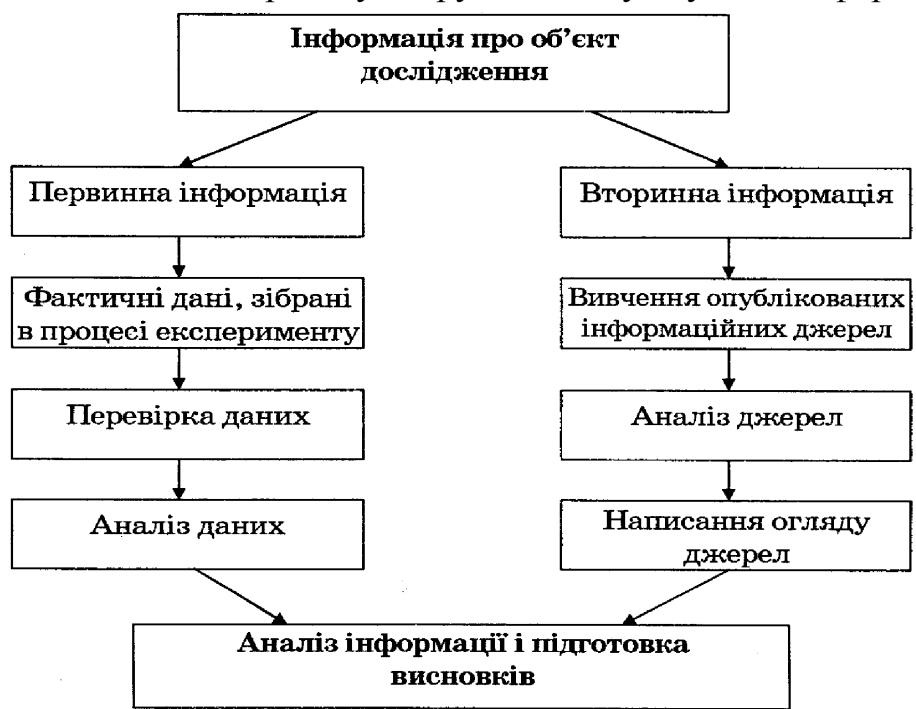 Інформація про об’єкт
дослідження
Первинна інформація
Вторинна інформація
Фактичні дані, зібрані
в процесі експерименту
Вивчення опублікованих
інформаційних джерел
Перевірка даних
Аналіз джерел
Аналіз даних
Написання огляду
джерел
Аналіз інформації і підготовка
висновків